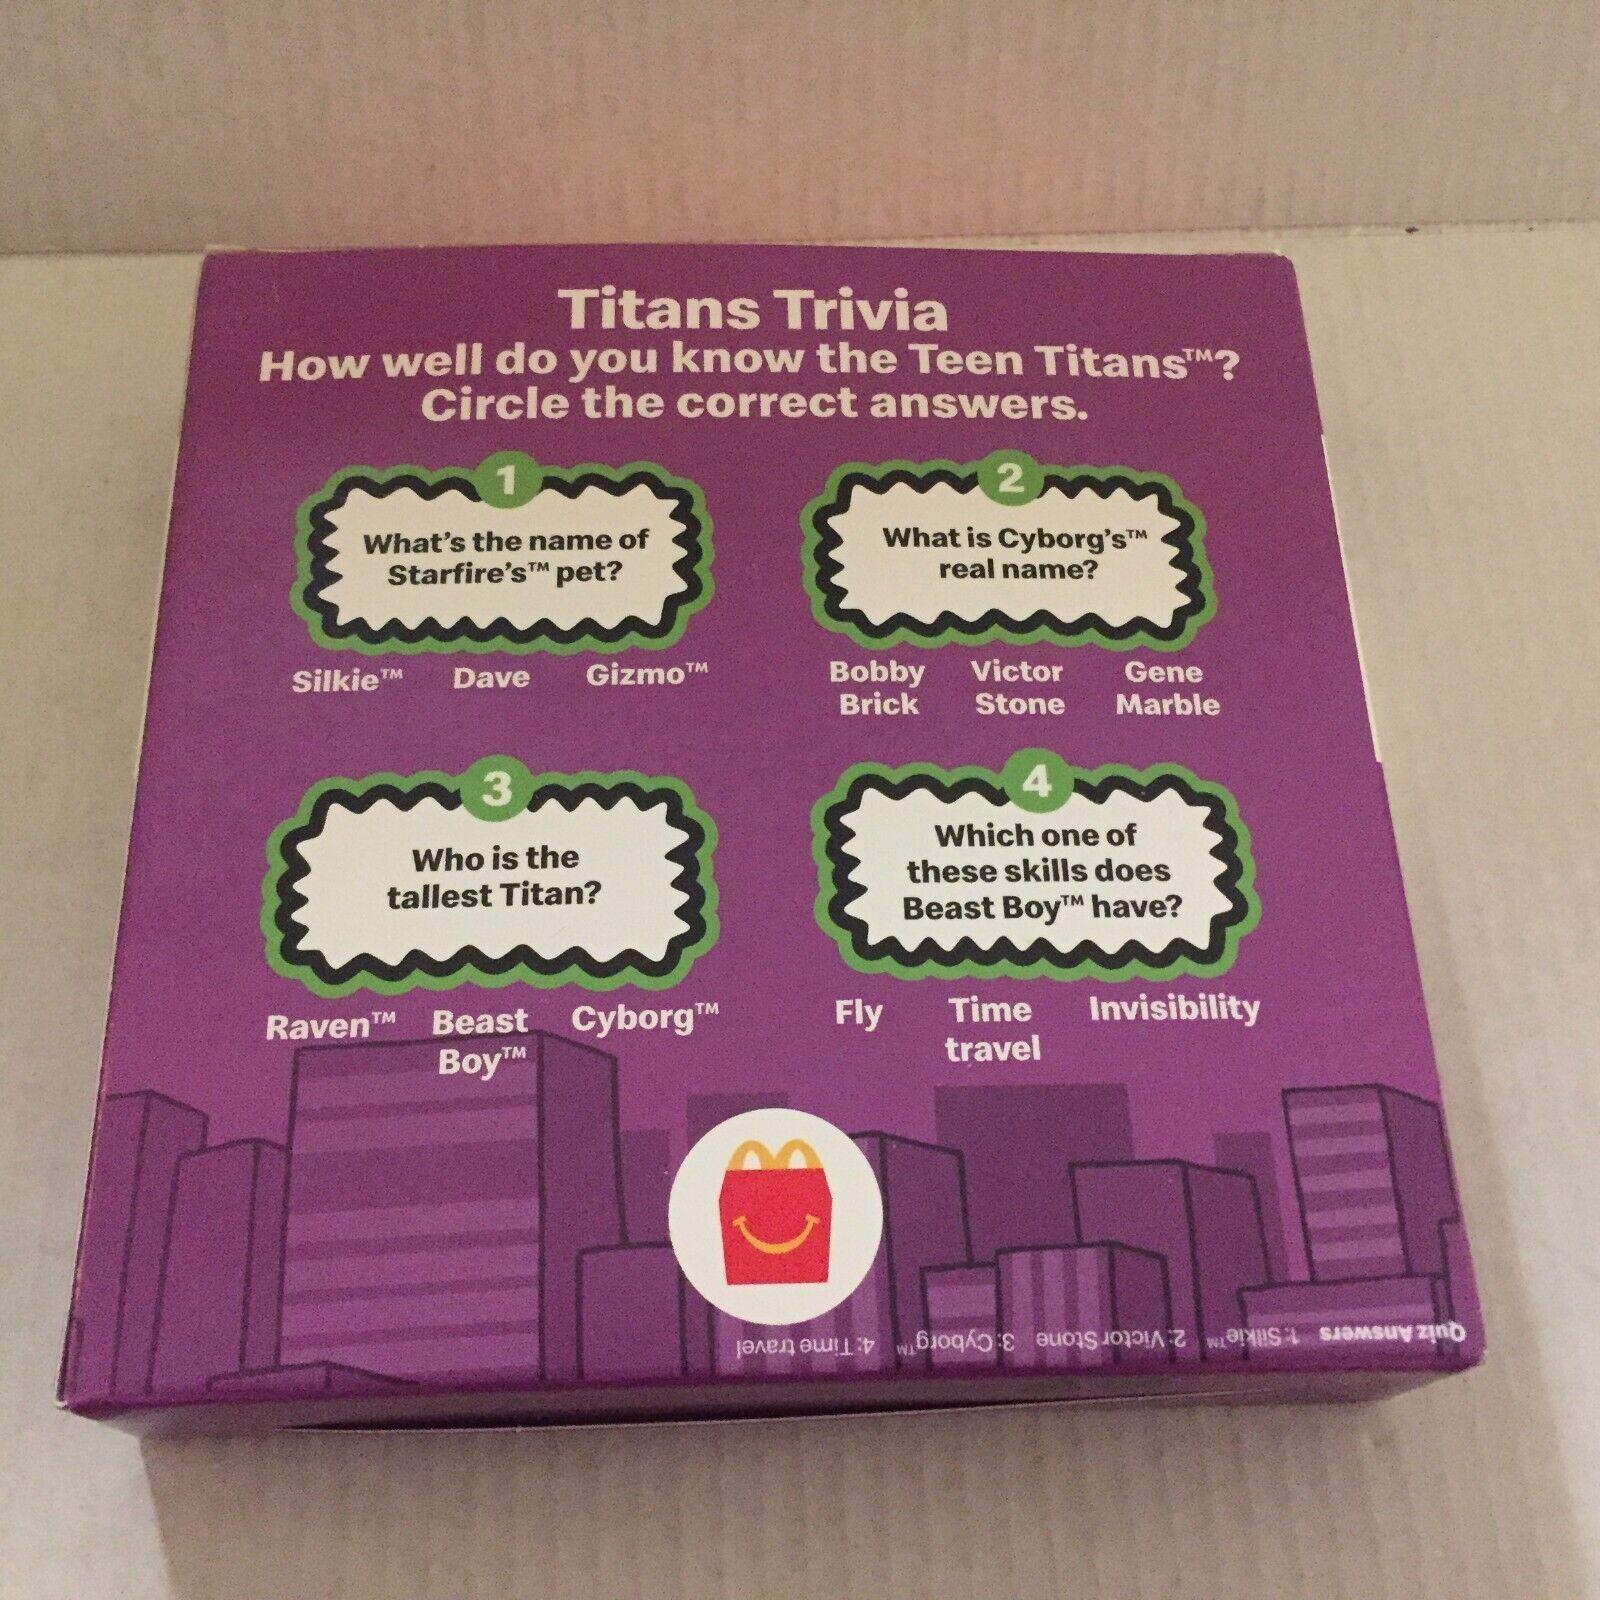 Titans Trivia
How well do you know the Teen Titans™?
Circle the correct answers.
1
What's the name of
Starfire's™ pet?
Silkie™ Dave Gizmo™
2
What is Cyborg's™
real name?
Bobby Brick
Victor Stone
Gene Marble
3
Who is the
tallest Titan?
Raven™
Beast Boy™
Cyborg™
4
Which one of
these skills does
Beast Boy™ have?
Fly
Time travel
Invisibility
Quiz Answers 1: Silkie™ 2: Victor Stone 3: Cyborg™ 4: Time travel